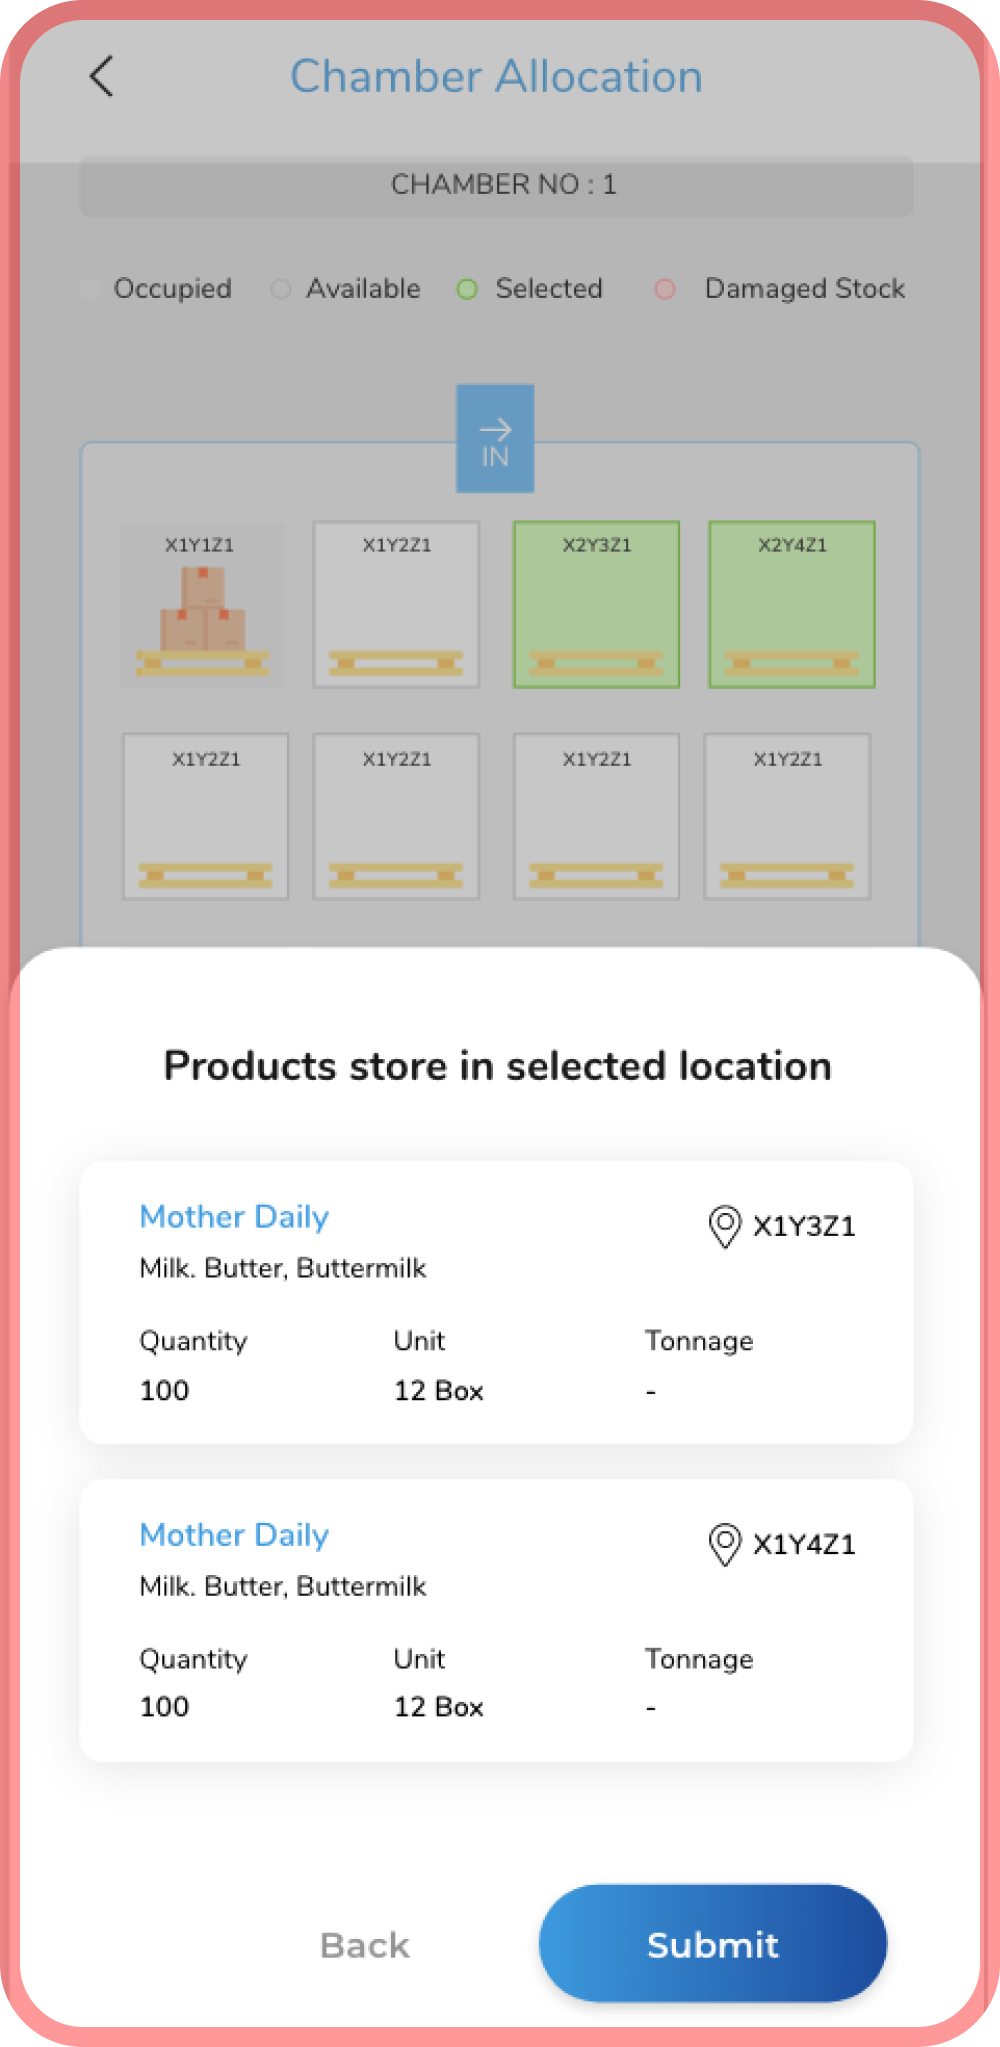 Chamber Allocation
CHAMBER NO : 1
Occupied Available Selected Damaged Stock
IN
X1Y1Z1 X1Y2Z1 X2Y3Z1 X2Y4Z1
X1Y2Z1 X1Y2Z1 X1Y2Z1 X1Y2Z1
Products store in selected location
Mother Daily X1Y3Z1
Milk. Butter, Buttermilk
Quantity Unit Tonnage
100 12 Box -
Mother Daily X1Y4Z1
Milk. Butter, Buttermilk
Quantity Unit Tonnage
100 12 Box -
Back Submit